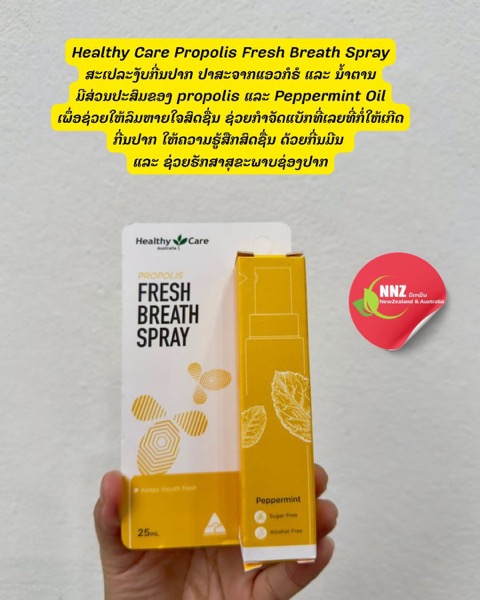 Healthy Care Propolis Fresh Breath Spray
ສະເປລະງັບກິ່ນປາກ ປາສະຈາກແອວກໍຮໍ ແລະ ນ້ຳຕານ
ມີສ່ວນປະສົມຂອງ propolis ແລະ Peppermint Oil
ເພື່ອຊ່ວຍໃຫ້ລົມຫາຍໃຈສົດຊື່ນ ຊ່ວຍກຳຈັດແບັກທີ່ເລຍທີ່ກໍ່ໃຫ້ເກີດ
ກິ່ນປາກ ໃຫ້ຄວາມຮູ້ສຶກສົດຊື່ນ ດ້ວຍກິ່ນມີນ
ແລະ ຊ່ວຍຮັກສາສຸຂະພາບຊ່ອງປາກ
Healthy Care
Australia
PROPOLIS
FRESH
BREATH
SPRAY
Keeps mouth fresh
25mL
Peppermint
Sugar Free
Alcohol Free
NNZ
NewZealand & Australia